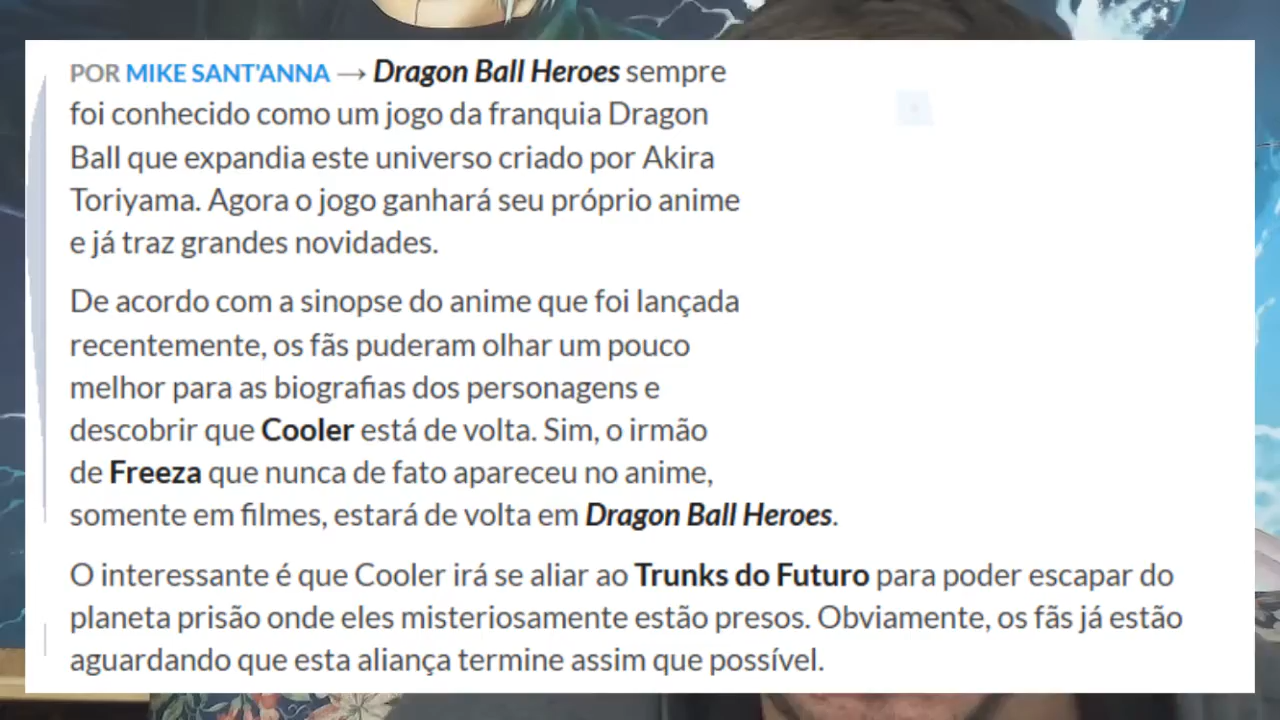 POR MIKE SANT'ANNA → Dragon Ball Heroes sempre
foi conhecido como um jogo da franquia Dragon
Ball que expandia este universo criado por Akira
Toriyama. Agora o jogo ganhará seu próprio anime
e já traz grandes novidades.
De acordo com a sinopse do anime que foi lançada
recentemente, os fãs puderam olhar um pouco
melhor para as biografias dos personagens e
descobrir que Cooler está de volta. Sim, o irmão
de Freeza que nunca de fato apareceu no anime,
somente em filmes, estará de volta em Dragon Ball Heroes.
O interessante é que Cooler irá se aliar ao Trunks do Futuro para poder escapar do
planeta prisão onde eles misteriosamente estão presos. Obviamente, os fãs já estão
aguardando que esta aliança termine assim que possível.